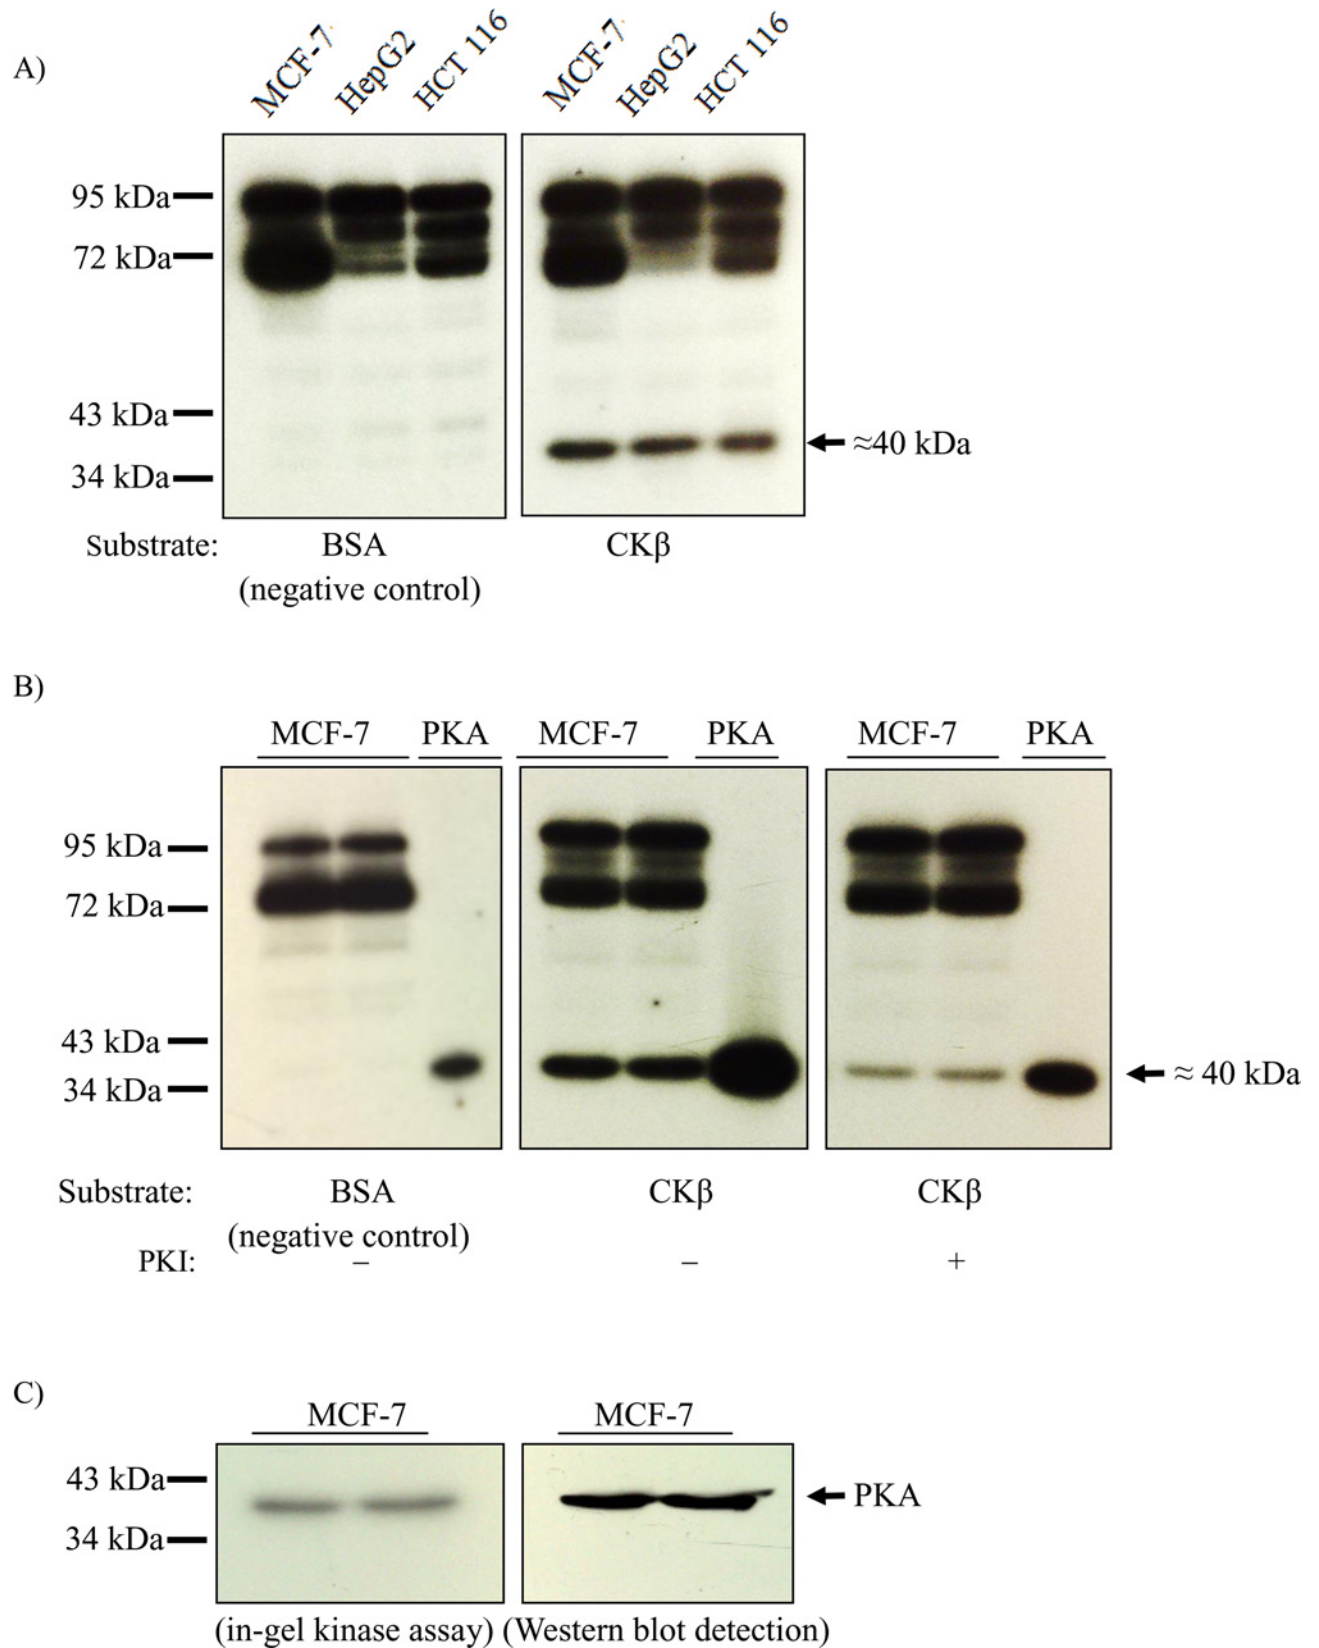 A)
MCF-7 HepG2 HCT 116 MCF-7 HepG2 HCT 116
95 kDa
72 kDa
43 kDa
≈40 kDa
34 kDa
Substrate: BSA CKβ
(negative control)
B)
MCF-7 PKA MCF-7 PKA MCF-7 PKA
95 kDa
72 kDa
43 kDa
≈ 40 kDa
34 kDa
Substrate: BSA CKβ CKβ
(negative control)
PKI: – – +
C)
MCF-7 MCF-7
43 kDa
PKA
34 kDa
(in-gel kinase assay) (Western blot detection)